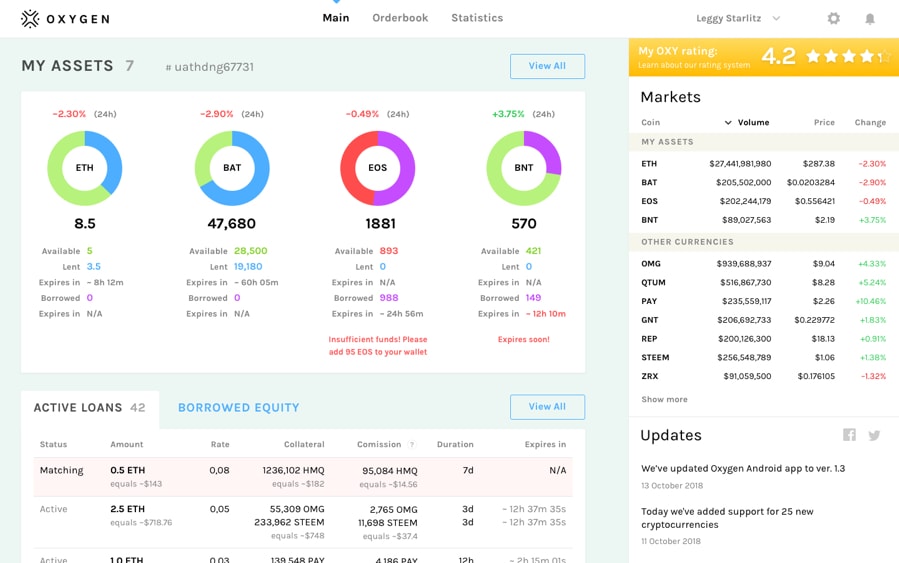 OXYGEN
Main Orderbook Statistics
Leggy Starlitz
MY ASSETS 7 # uathdng67731 View All
−2.30% (24h)
ETH
8.5
Available 5
Lent 3.5
Expires in ~ 8h 12m
Borrowed 0
Expires in N/A
−2.90% (24h)
BAT
47,680
Available 28,500
Lent 19,180
Expires in ~ 60h 05m
Borrowed 0
Expires in N/A
−0.49% (24h)
EOS
1881
Available 893
Lent 0
Expires in N/A
Borrowed 988
Expires in ~ 24h 56m
Insufficient funds! Please
add 95 EOS to your wallet
+3.75% (24h)
BNT
570
Available 421
Lent 0
Expires in N/A
Borrowed 149
Expires in ~ 12h 10m
Expires soon!
ACTIVE LOANS 42 BORROWED EQUITY View All
Status Amount Rate Collateral Comission ? Duration Expires in
Matching 0.5 ETH 0,08 1236,102 HMQ 95,084 HMQ 7d N/A
equals ~$143 equals ~$182 equals ~$14.56
Active 2.5 ETH 0,05 55,309 OMG 2,765 OMG 3d ~ 12h 37m 35s
equals ~$718.76 233,962 STEEM 11,698 STEEM 3d ~ 12h 37m 35s
equals ~$748 equals ~$37.4
Active 1.0 ETH 0,03 139,548 PAY 4,186 PAY 12h ~ 2h 15m 01s
My OXY rating: 4.2
Learn about our rating system
Markets
Coin Volume Price Change
MY ASSETS
ETH $27,441,981,980 $287.38 −2.30%
BAT $205,502,000 $0.0203284 −2.90%
EOS $202,244,179 $0.556421 −0.49%
BNT $89,027,563 $2.19 +3.75%
OTHER CURRENCIES
OMG $939,688,937 $9.04 +4.33%
QTUM $516,867,730 $8.28 +5.24%
PAY $235,559,117 $2.26 +10.46%
GNT $206,692,733 $0.229772 +1.83%
REP $200,126,300 $18.13 +0.91%
STEEM $256,548,789 $1.06 +1.38%
ZRX $91,059,500 $0.176105 −1.32%
Show more
Updates
We've updated Oxygen Android app to ver. 1.3
13 October 2018
Today we've added support for 25 new
cryptocurrencies
11 October 2018